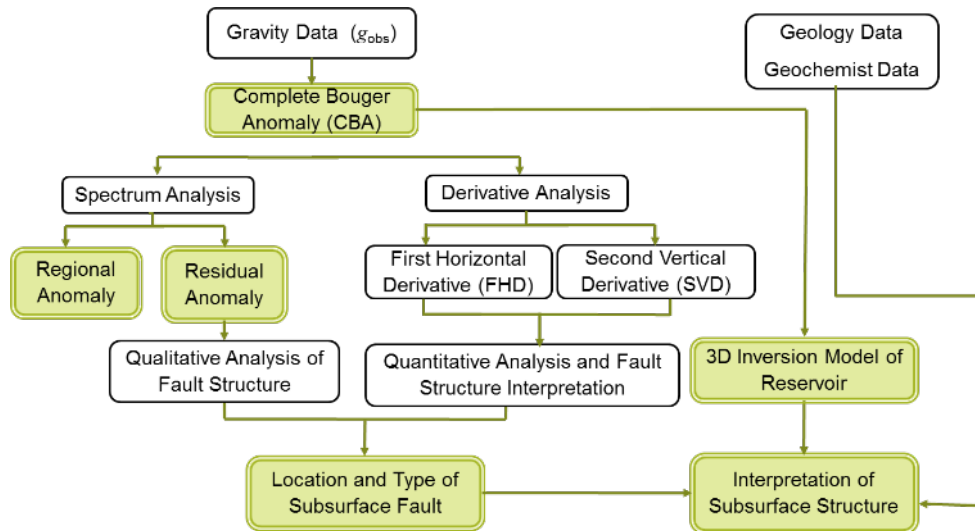 Gravity Data (gobs)
Geology Data
Geochemist Data
Complete Bouger
Anomaly (CBA)
Spectrum Analysis
Derivative Analysis
Regional
Anomaly
Residual
Anomaly
First Horizontal
Derivative (FHD)
Second Vertical
Derivative (SVD)
Qualitative Analysis of
Fault Structure
Quantitative Analysis and Fault
Structure Interpretation
3D Inversion Model of
Reservoir
Location and Type of
Subsurface Fault
Interpretation of
Subsurface Structure